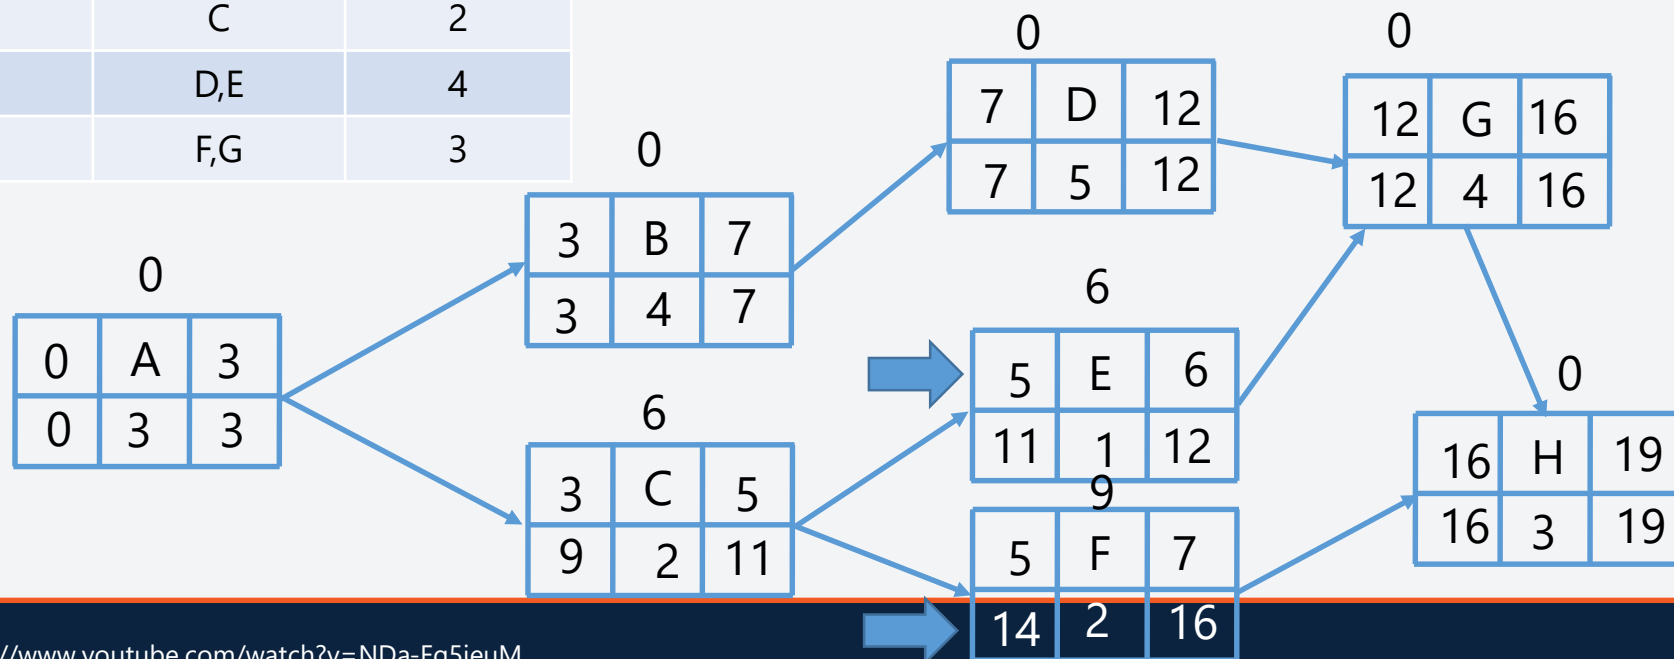 C 2
D,E 4
F,G 3
0
0 A 3
0 3 3
0
3 B 7
3 4 7
6
3 C 5
9 2 11
0
7 D 12
7 5 12
6
5 E 6
11 1 12
9
5 F 7
14 2 16
0
12 G 16
12 4 16
0
16 H 19
16 3 19